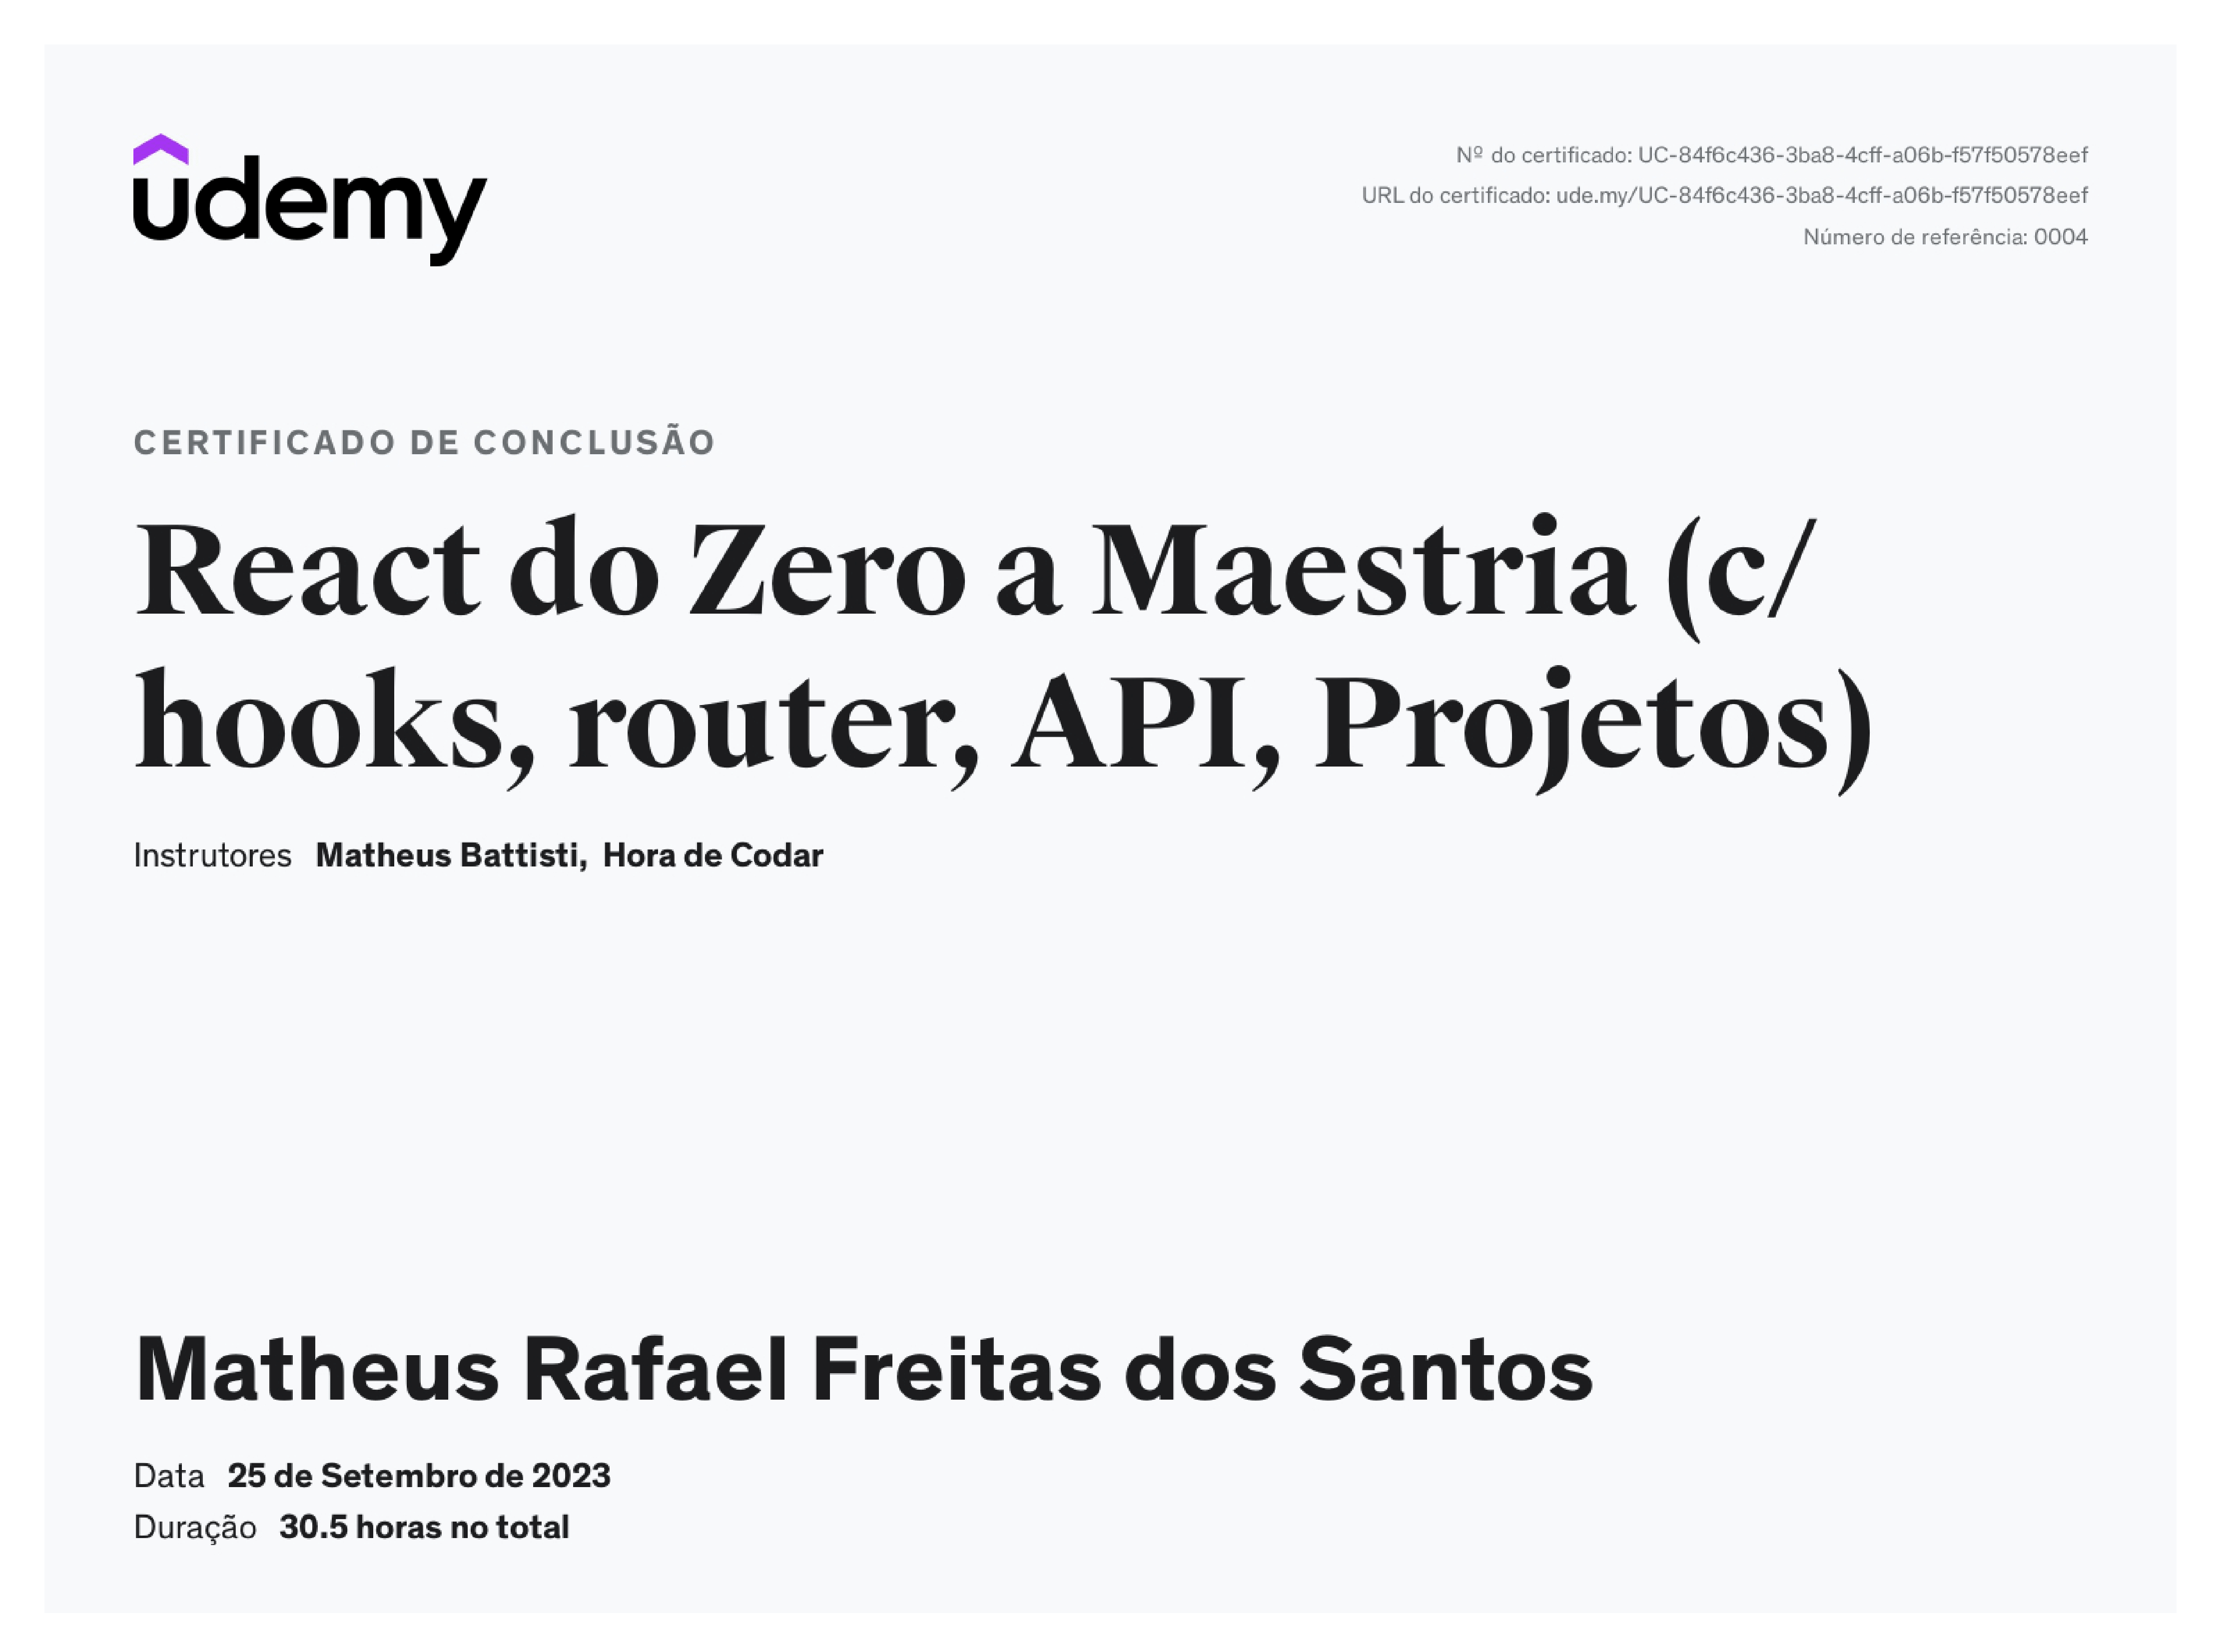 udemy
Nº do certificado: UC-84f6c436-3ba8-4cff-a06b-f57f50578eef
URL do certificado: ude.my/UC-84f6c436-3ba8-4cff-a06b-f57f50578eef
Número de referência: 0004
CERTIFICADO DE CONCLUSÃO
React do Zero a Maestria (c/
hooks, router, API, Projetos)
Instrutores Matheus Battisti, Hora de Codar
Matheus Rafael Freitas dos Santos
Data 25 de Setembro de 2023
Duração 30.5 horas no total